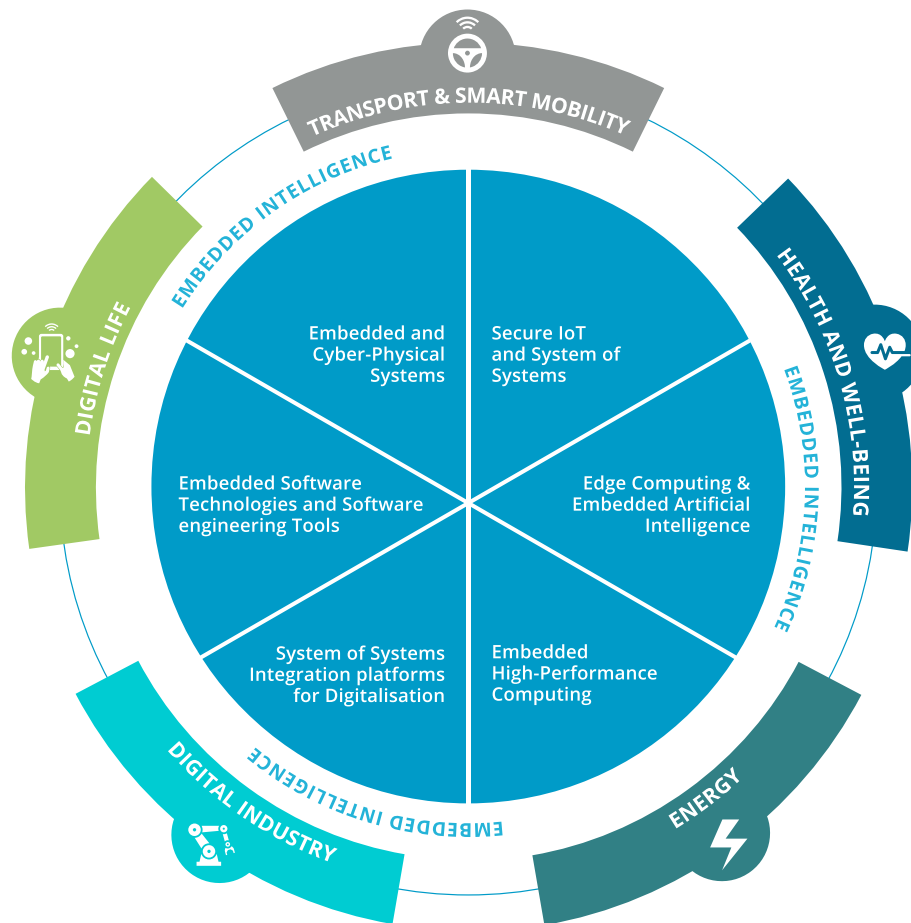 TRANSPORT & SMART MOBILITY
EMBEDDED INTELLIGENCE
DIGITAL LIFE
HEALTH AND WELL-BEING
EMBEDDED INTELLIGENCE
Embedded and
Cyber-Physical
Systems
Secure IoT
and System of
Systems
Embedded Software
Technologies and Software
engineering Tools
Edge Computing &
Embedded Artificial
Intelligence
System of Systems
Integration platforms
for Digitalisation
Embedded
High-Performance
Computing
EMBEDDED INTELLIGENCE
DIGITAL INDUSTRY
ENERGY